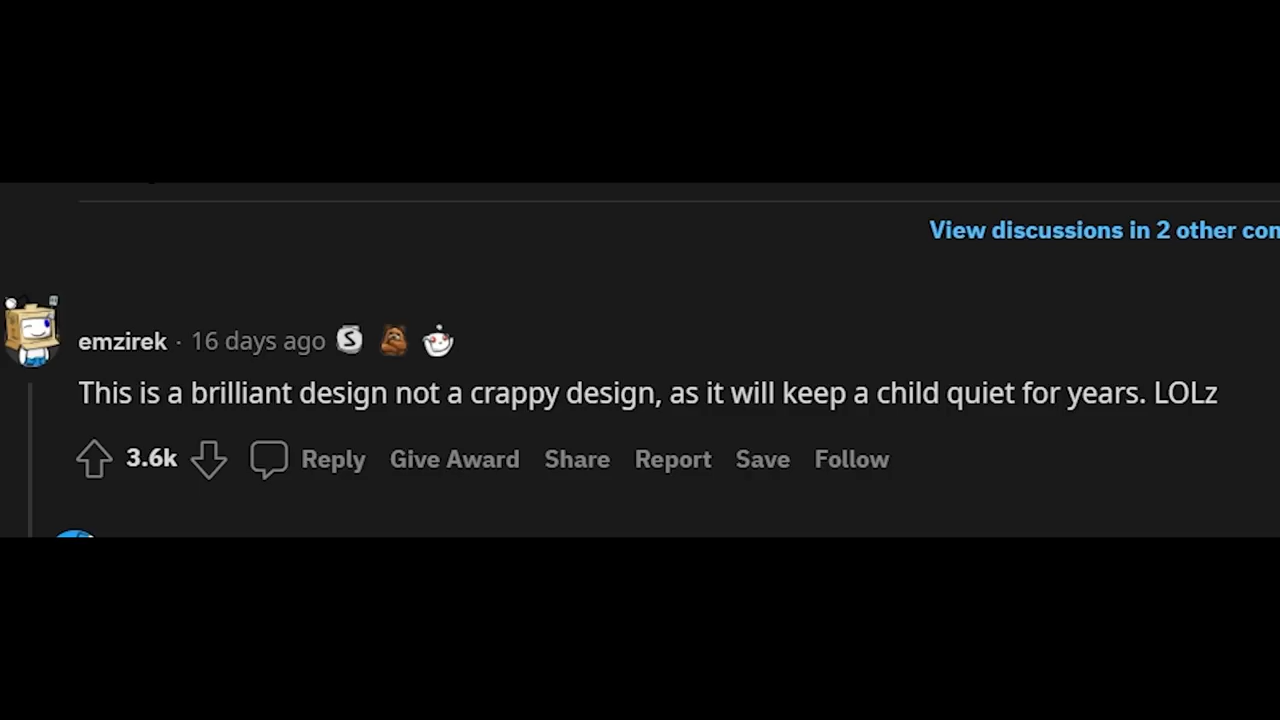 View discussions in 2 other con
emzirek · 16 days ago
This is a brilliant design not a crappy design, as it will keep a child quiet for years. LOLz
3.6k Reply Give Award Share Report Save Follow